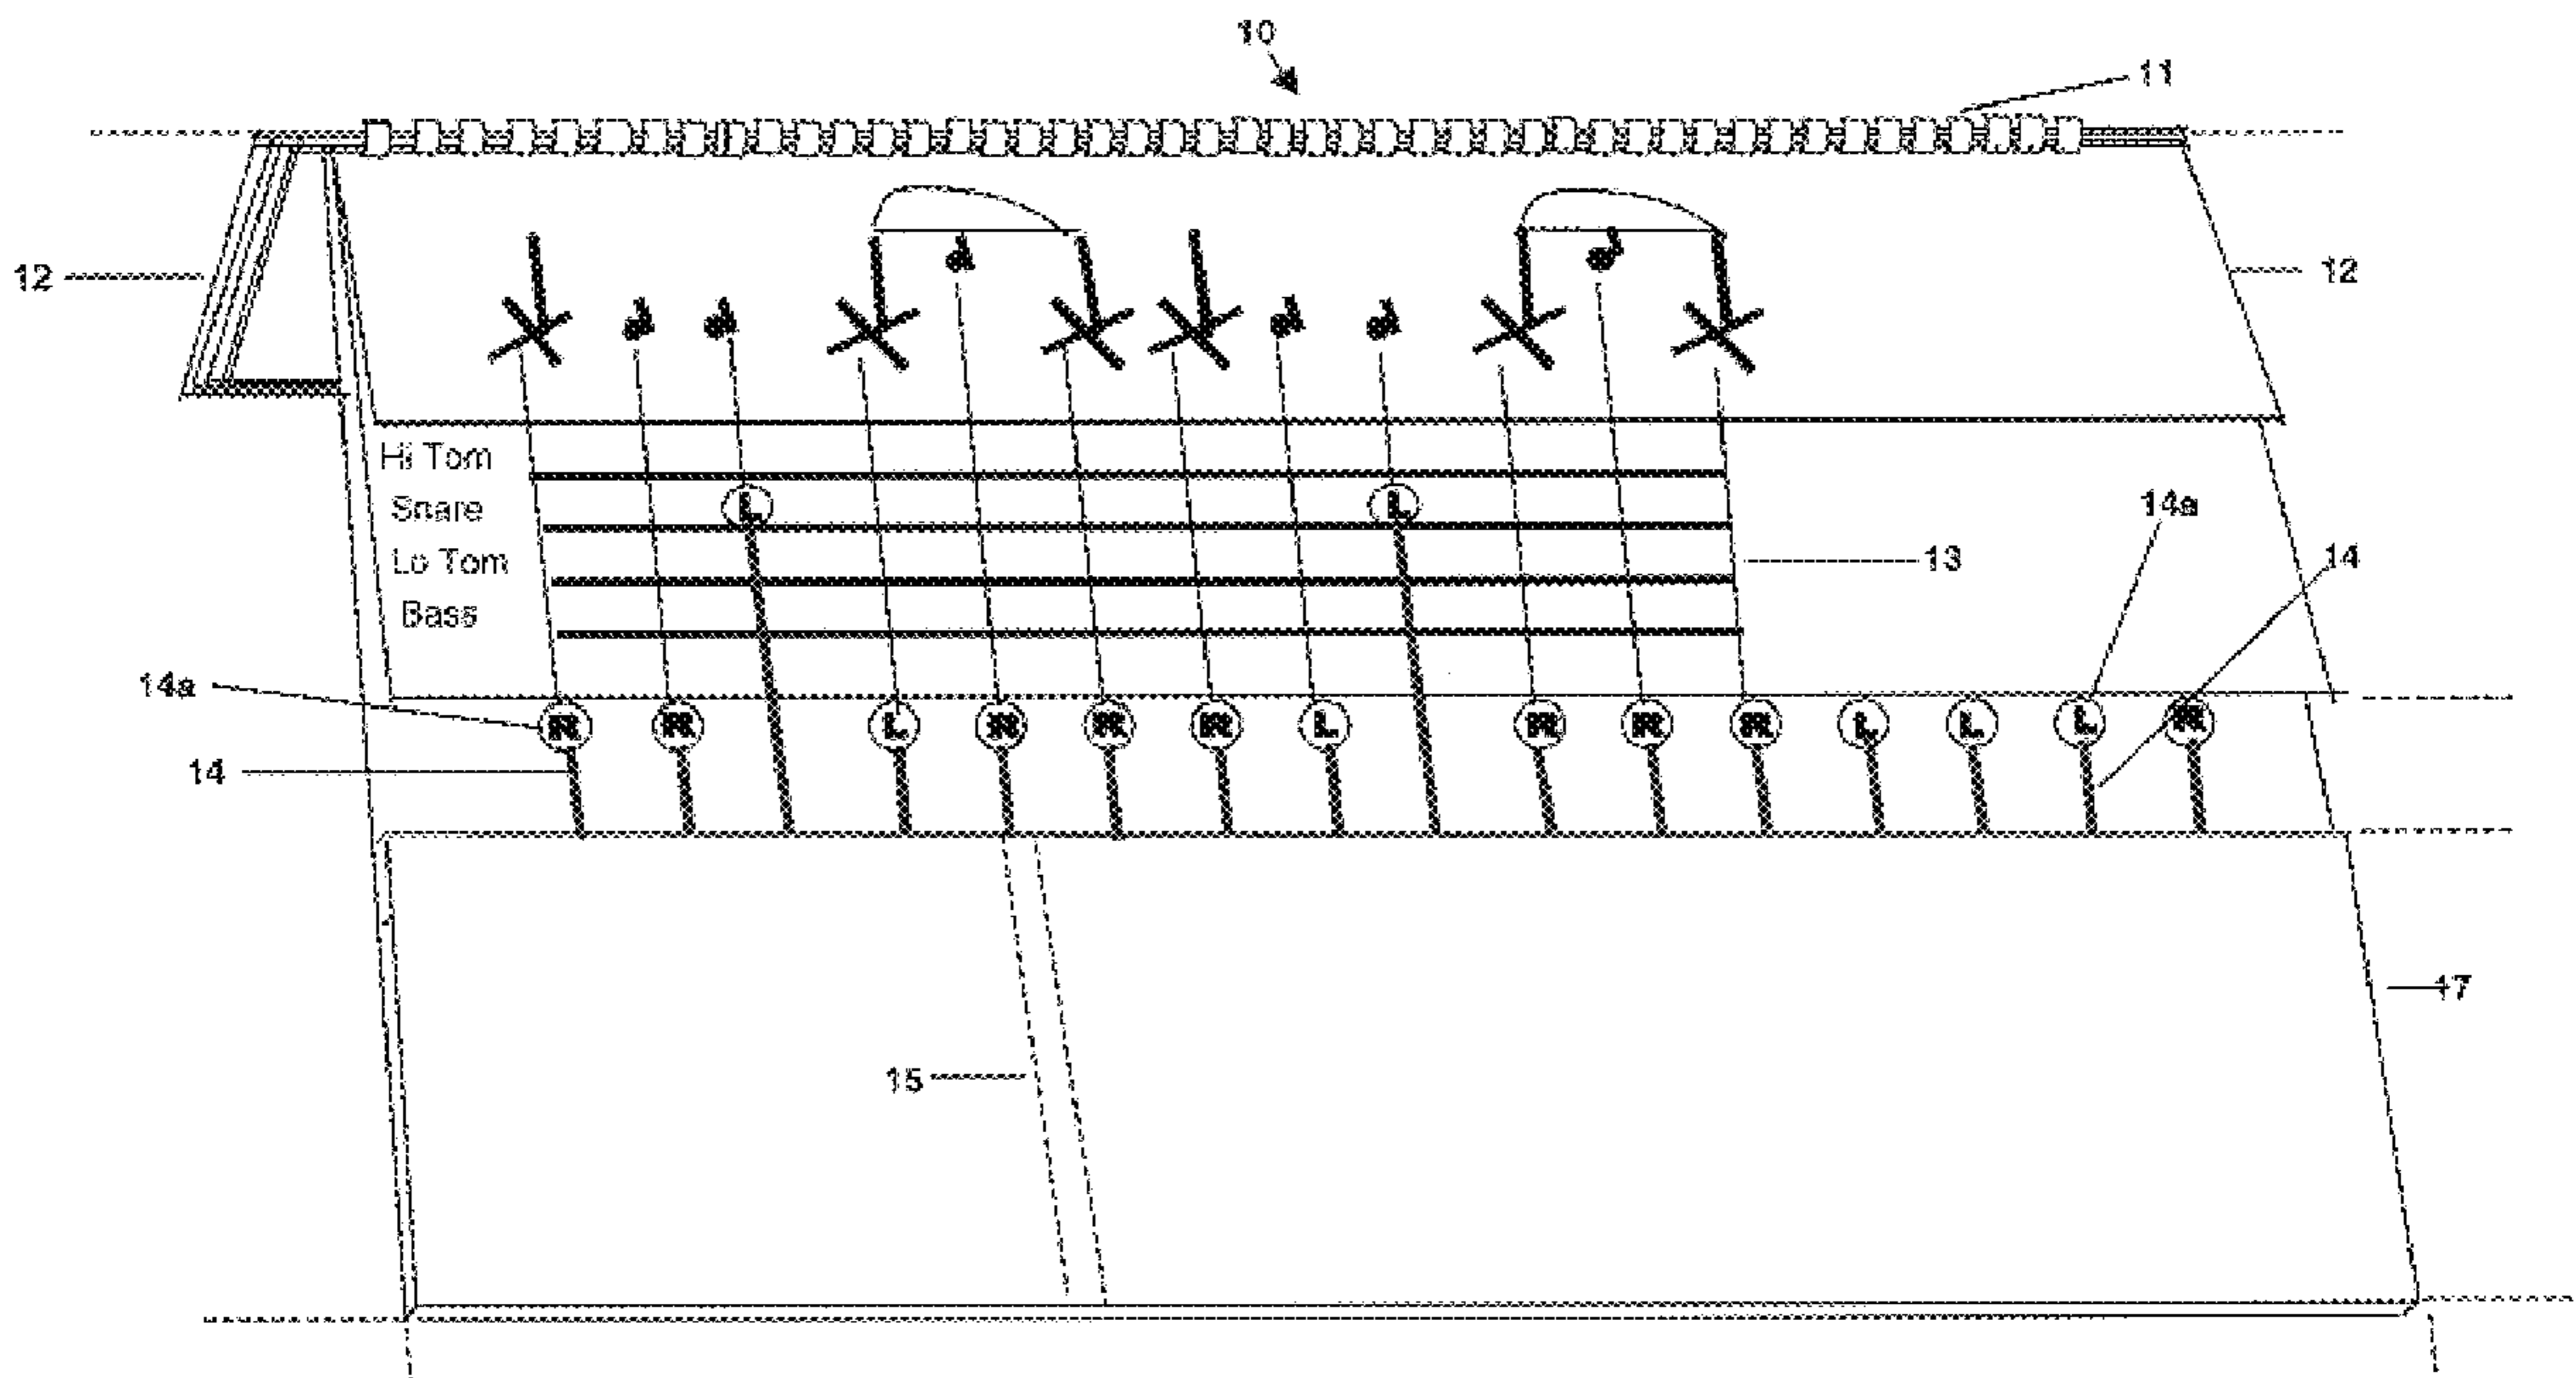 10
11
12
12
Hi Tom
Snare L L 14a
Lo Tom 13 14
Bass
14a
R R L R R R L R R R L L L R
14
17
15